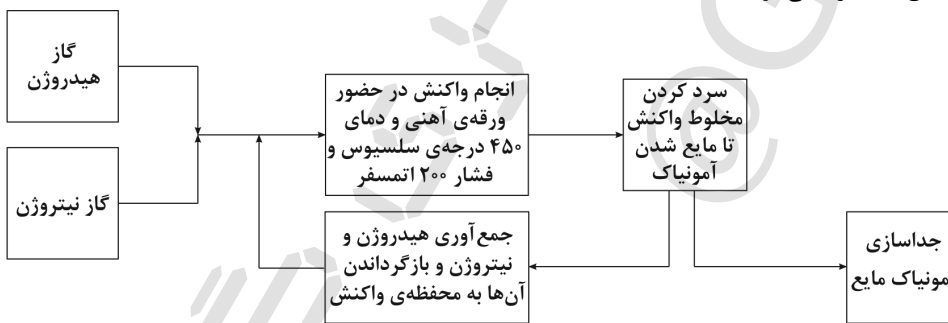 گاز
هیدروژن
گاز نیتروژن
انجام واکنش در حضور
ورقه‌ی آهنی و دمای
۴۵۰ درجه‌ی سلسیوس و
فشار ۲۰۰ اتمسفر
سرد کردن
مخلوط واکنش
تا مایع شدن
آمونیاک
جمع‌آوری هیدروژن و
نیتروژن و بازگرداندن
آن‌ها به محفظه‌ی واکنش
جداسازی
مونیاک مایع